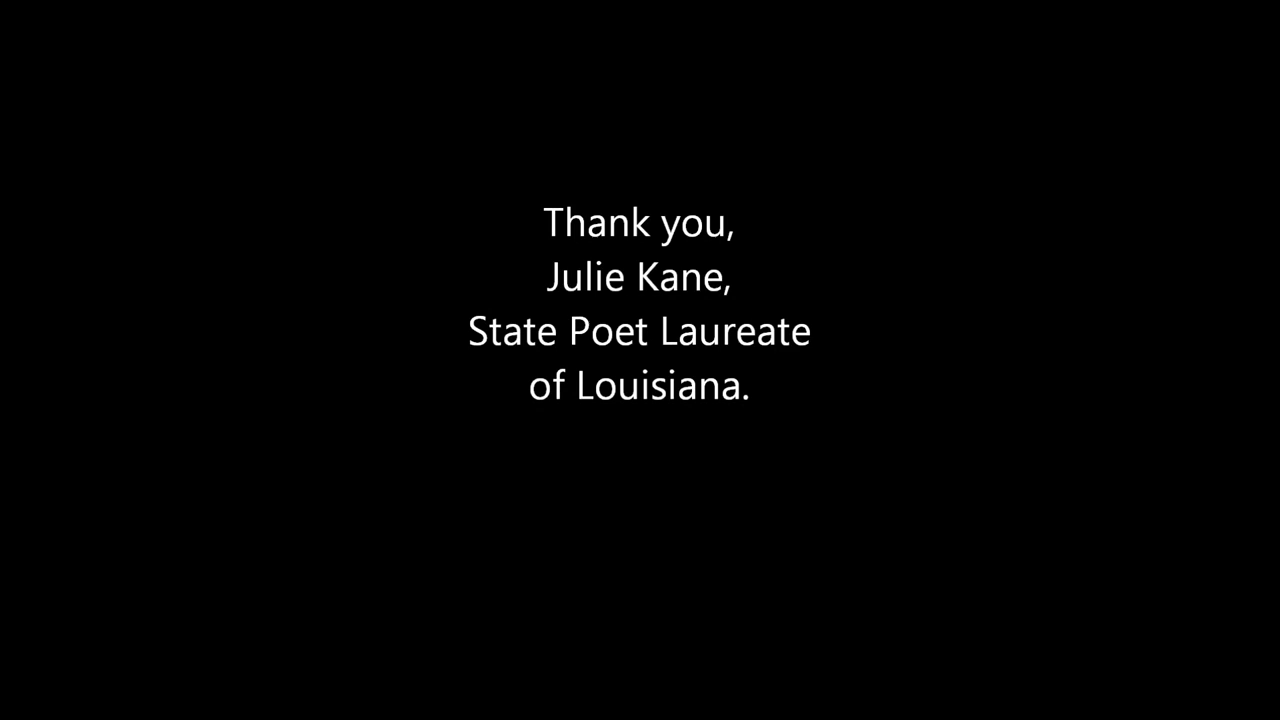 Thank you,
Julie Kane,
State Poet Laureate
of Louisiana.